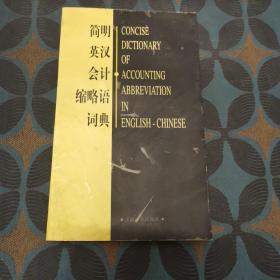 简明
英汉
会计
缩略语
词典
CONCISE
DICTIONARY
OF
ACCOUNTING
ABBREVIATION
IN
ENGLISH-CHINESE